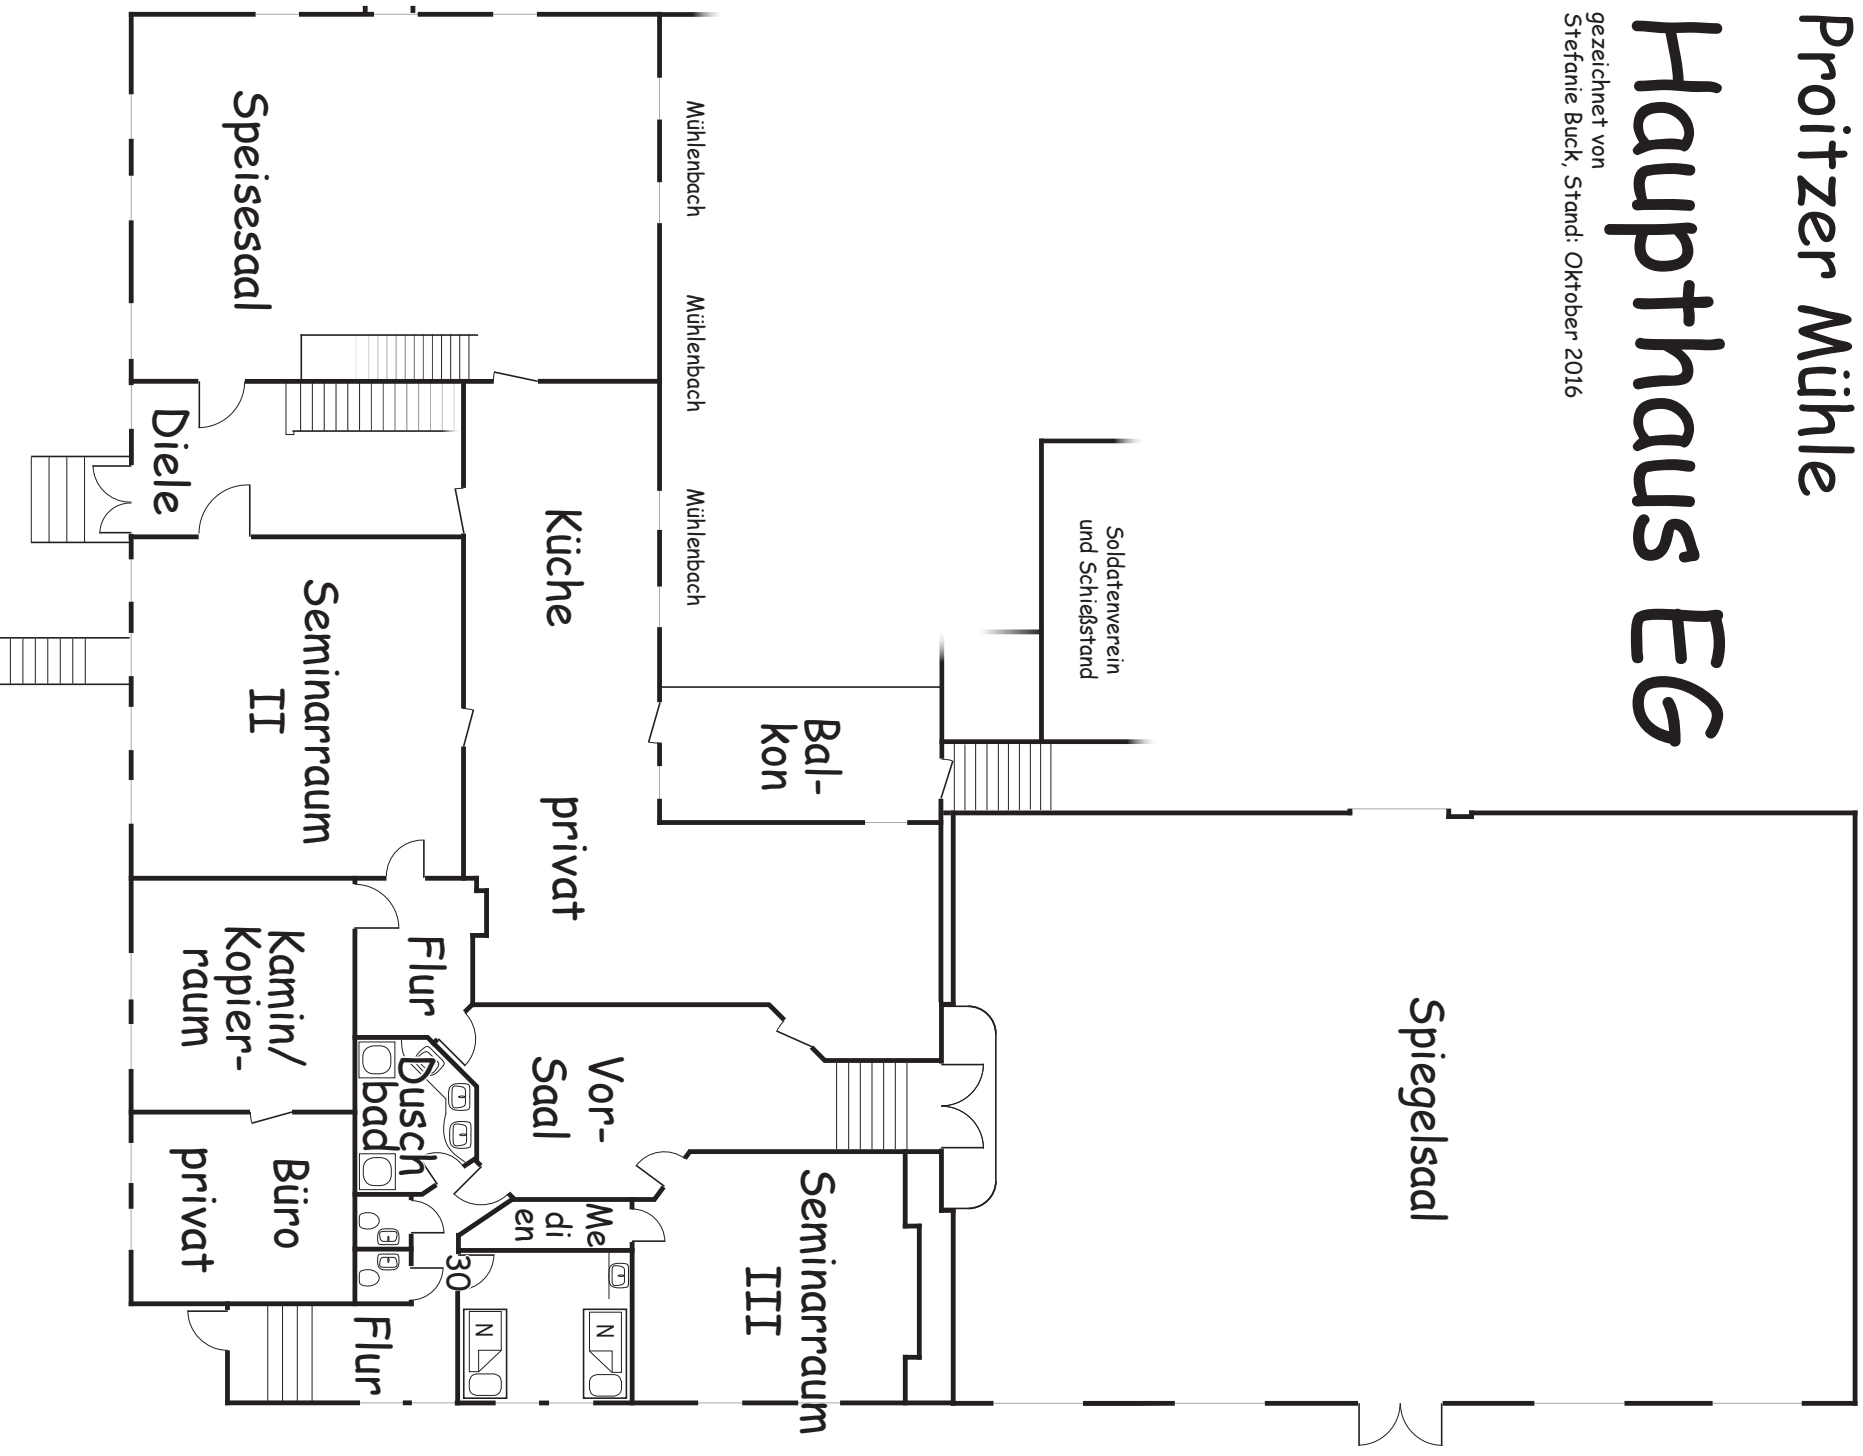 Proitzer Mühle
Haupthaus EG
gezeichnet von
Stefanie Buck, Stand: Oktober 2016
Spiegelsaal
Soldatenverein
und Schießstand
Bal-
kon
Seminarraum
III
Mühlenbach
Mühlenbach
Mühlenbach
Küche
privat
Vor-
Saal
Me
di
en
N
N
30
Speisesaal
Diele
Seminarraum
II
Flur
Dusch
bad
Flur
Kamin/
Kopier-
raum
Büro
privat